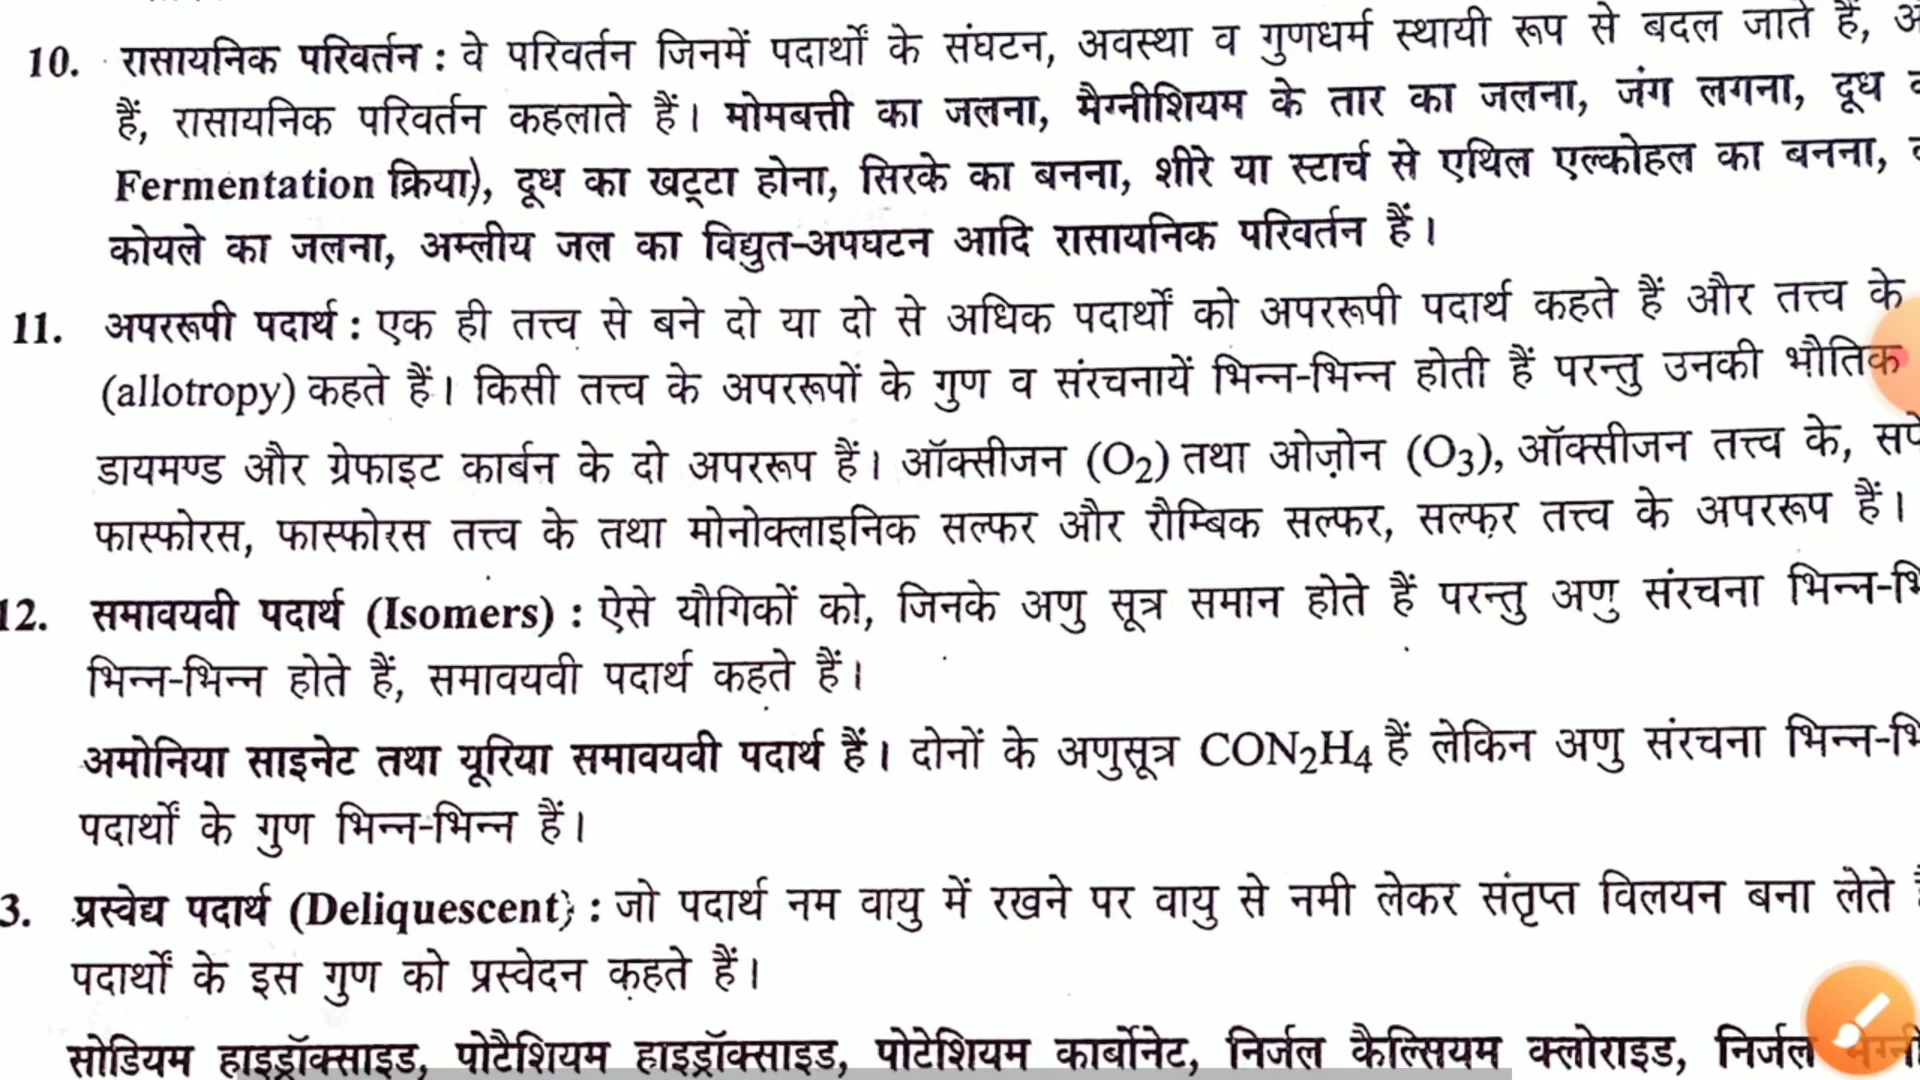 10. रासायनिक परिवर्तन : वे परिवर्तन जिनमें पदार्थों के संघटन, अवस्था व गुणधर्म स्थायी रूप से बदल जाते हैं,
हैं, रासायनिक परिवर्तन कहलाते हैं। मोमबत्ती का जलना, मैग्नीशियम के तार का जलना, जंग लगना, दूध
Fermentation क्रिया), दूध का खट्टा होना, सिरके का बनना, शीरे या स्टार्च से एथिल एल्कोहल का बनना,
कोयले का जलना, अम्लीय जल का विद्युत-अपघटन आदि रासायनिक परिवर्तन हैं।
11. अपररूपी पदार्थ : एक ही तत्त्व से बने दो या दो से अधिक पदार्थों को अपररूपी पदार्थ कहते हैं और तत्त्व के
(allotropy) कहते हैं। किसी तत्त्व के अपररूपों के गुण व संरचनायें भिन्न-भिन्न होती हैं परन्तु उनकी भौतिक
डायमण्ड और ग्रेफाइट कार्बन के दो अपररूप हैं। ऑक्सीजन (O₂) तथा ओज़ोन (O₃), ऑक्सीजन तत्त्व के,
फास्फोरस, फास्फोरस तत्त्व के तथा मोनोक्लाइनिक सल्फर और रौम्बिक सल्फर, सल्फर तत्त्व के अपररूप हैं।
12. समावयवी पदार्थ (Isomers) : ऐसे यौगिकों को, जिनके अणु सूत्र समान होते हैं परन्तु अणु संरचना
भिन्न-भिन्न होते हैं, समावयवी पदार्थ कहते हैं।
अमोनिया साइनेट तथा यूरिया समावयवी पदार्थ हैं। दोनों के अणुसूत्र CON₂H₄ हैं लेकिन अणु संरचना
पदार्थों के गुण भिन्न-भिन्न हैं।
3. प्रस्वेद्य पदार्थ (Deliquescent) : जो पदार्थ नम वायु में रखने पर वायु से नमी लेकर संतृप्त विलयन बना लेते
पदार्थों के इस गुण को प्रस्वेदन कहते हैं।
सोडियम हाइड्रॉक्साइड, पोटैशियम हाइड्रॉक्साइड, पोटेशियम कार्बोनेट, निर्जल कैल्सियम क्लोराइड, निर्जल